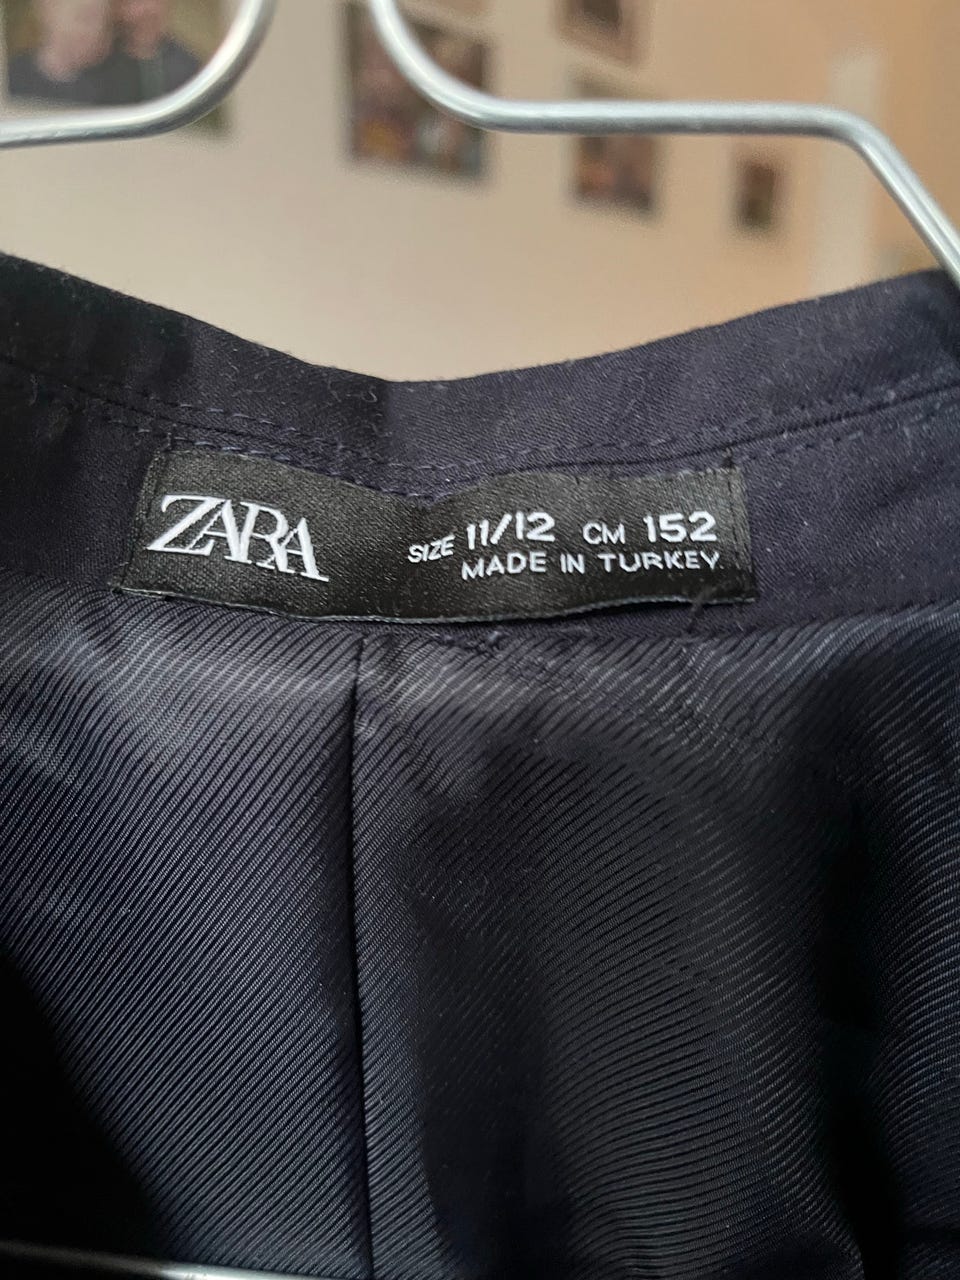 ZARA
SIZE 11/12 CM 152
MADE IN TURKEY